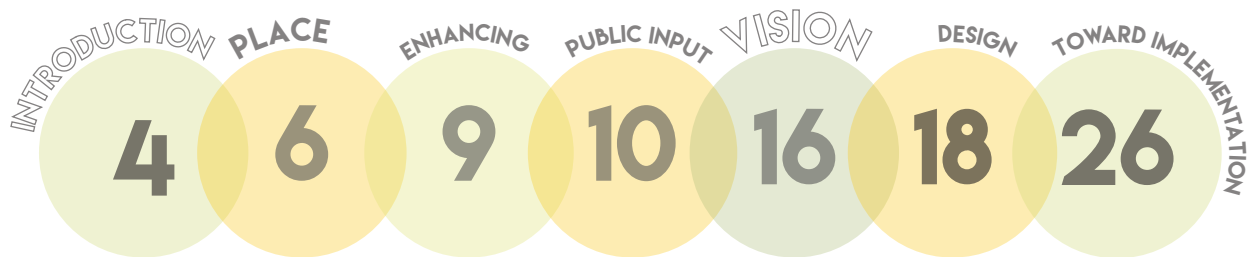 INTRODUCTION
4
PLACE
6
ENHANCING
9
PUBLIC INPUT
10
VISION
16
DESIGN
18
TOWARD IMPLEMENTATION
26